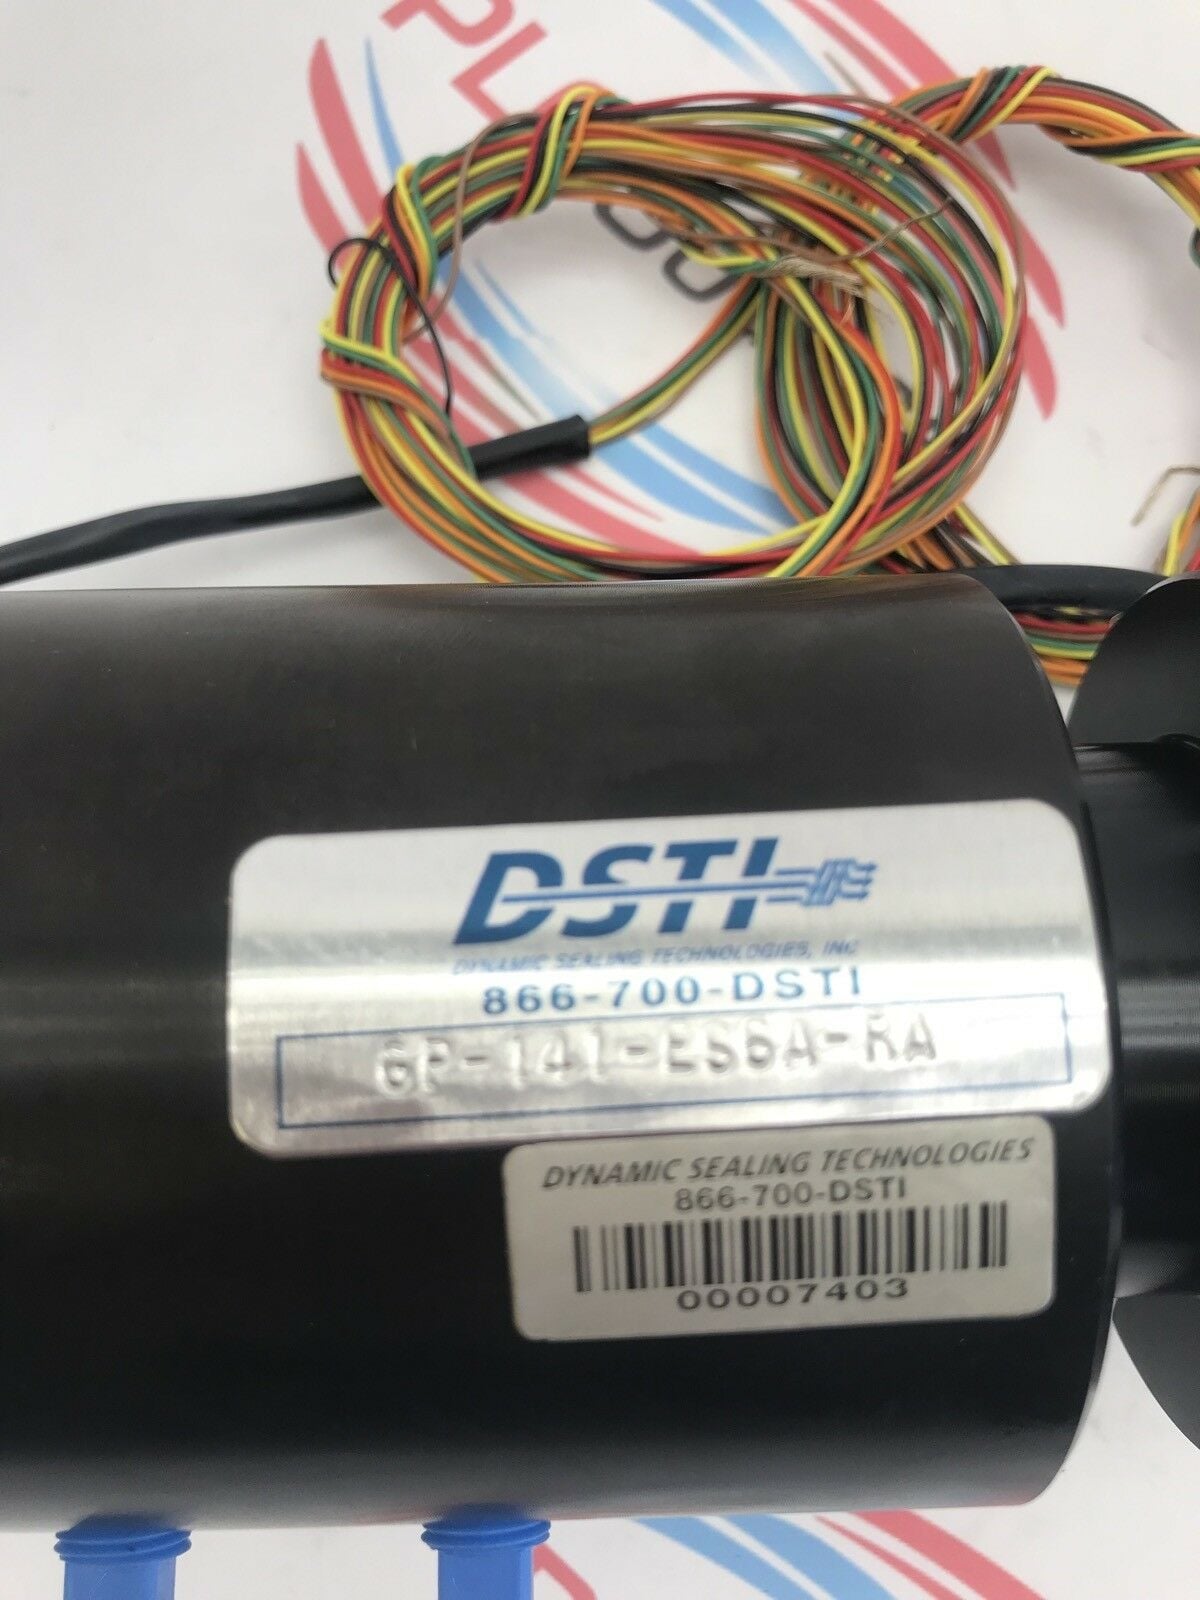 DSTI
DYNAMIC SEALING TECHNOLOGIES, INC
866-700-DSTI
GP-141-ES6A-RA
DYNAMIC SEALING TECHNOLOGIES
866-700-DSTI
00007403